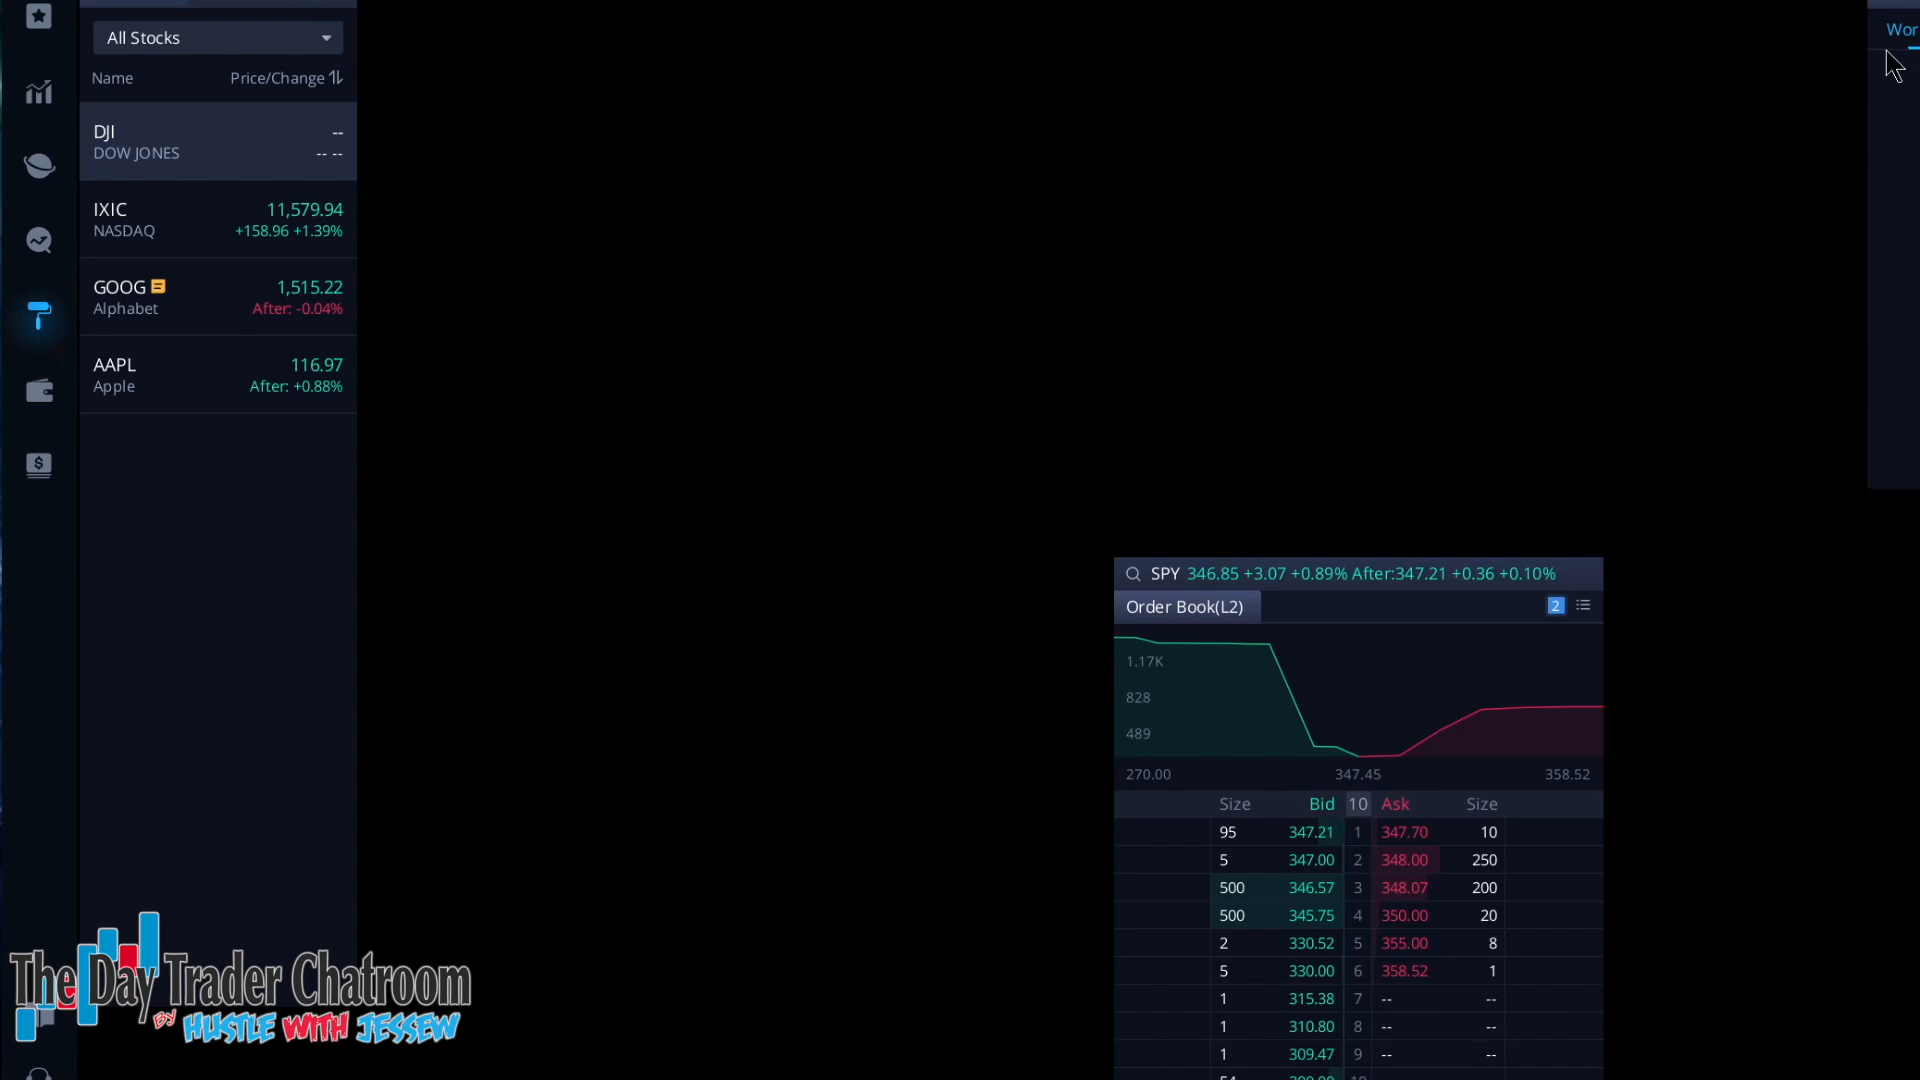 All Stocks
Name Price/Change
DJI --
DOW JONES -- --
IXIC 11,579.94
NASDAQ +158.96 +1.39%
GOOG 1,515.22
Alphabet After: -0.04%
AAPL 116.97
Apple After: +0.88%
$
Wor
SPY 346.85 +3.07 +0.89% After:347.21 +0.36 +0.10%
Order Book(L2) 2
1.17K
828
489
270.00 347.45 358.52
Size Bid 10 Ask Size
95 347.21 1 347.70 10
5 347.00 2 348.00 250
500 346.57 3 348.07 200
500 345.75 4 350.00 20
2 330.52 5 355.00 8
5 330.00 6 358.52 1
1 315.38 7 -- --
1 310.80 8 -- --
1 309.47 9 -- --
The Day Trader Chatroom
BY HUSTLE WITH JESSEW